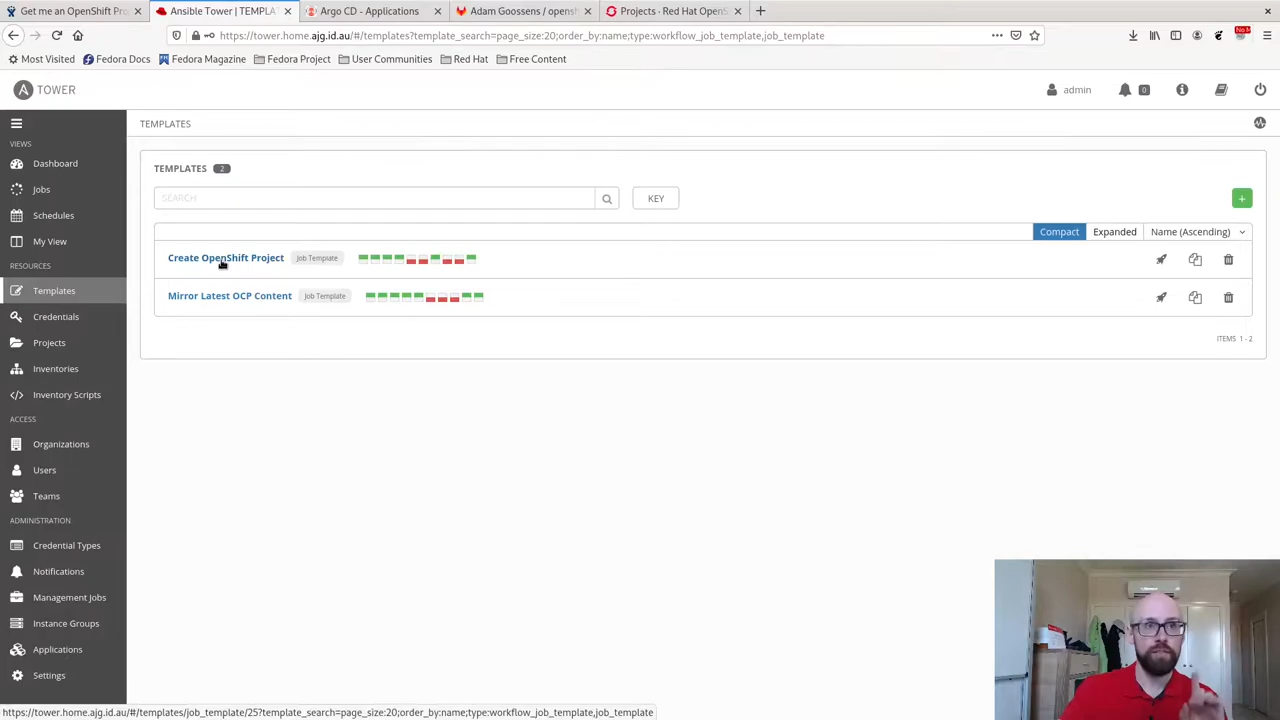 Get me an OpenShift Pro
Ansible Tower | TEMPLA
Argo CD - Applications
Adam Goossens / opensh
Projects · Red Hat OpenS
https://tower.home.ajg.id.au/#/templates?template_search=page_size:20;order_by:name;type:workflow_job_template,job_template
Most Visited
Fedora Docs
Fedora Magazine
Fedora Project
User Communities
Red Hat
Free Content
A TOWER
admin
0
VIEWS
Dashboard
Jobs
Schedules
My View
RESOURCES
Templates
Credentials
Projects
Inventories
Inventory Scripts
ACCESS
Organizations
Users
Teams
ADMINISTRATION
Credential Types
Notifications
Management Jobs
Instance Groups
Applications
Settings
TEMPLATES
TEMPLATES 2
SEARCH
KEY
Compact
Expanded
Name (Ascending)
Create OpenShift Project
Job Template
Mirror Latest OCP Content
Job Template
ITEMS 1 - 2
https://tower.home.ajg.id.au/#/templates/job_template/25?template_search=page_size:20;order_by:name;type:workflow_job_template,job_template